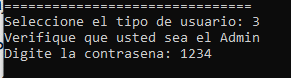 ===============================
Seleccione el tipo de usuario: 3
Verifique que usted sea el Admin
Digite la contrasena: 1234